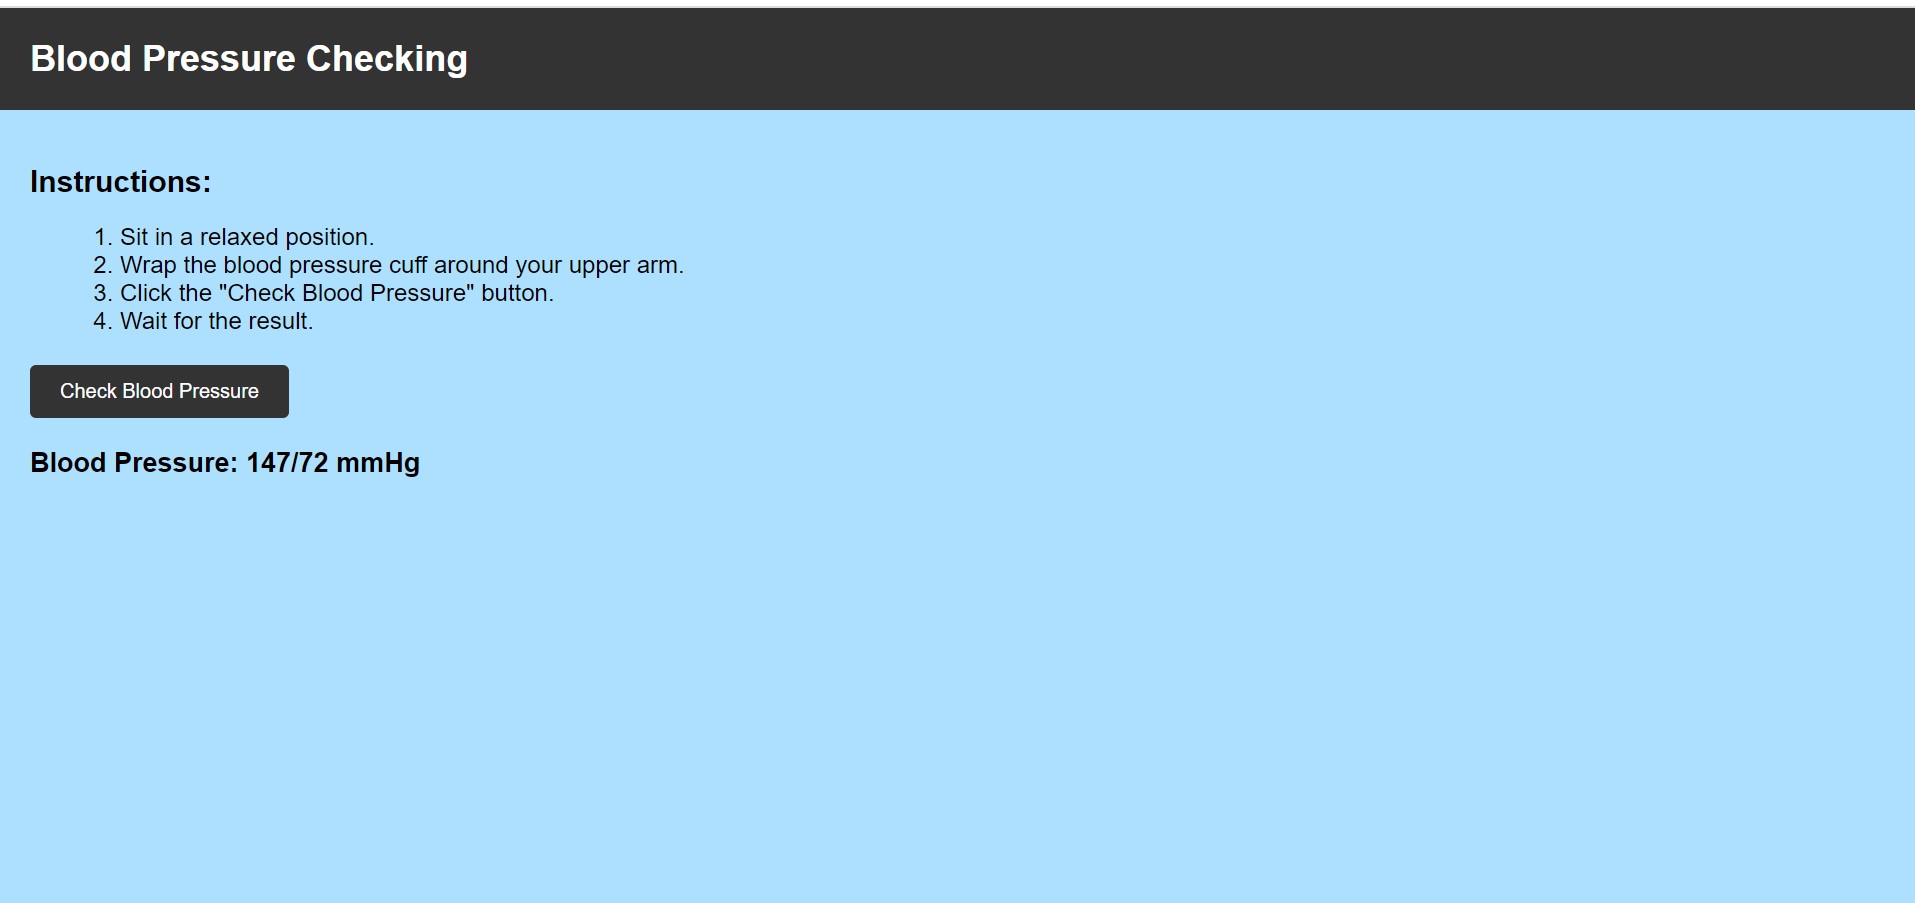 Blood Pressure Checking
Instructions:
1. Sit in a relaxed position.
2. Wrap the blood pressure cuff around your upper arm.
3. Click the "Check Blood Pressure" button.
4. Wait for the result.
Check Blood Pressure
Blood Pressure: 147/72 mmHg